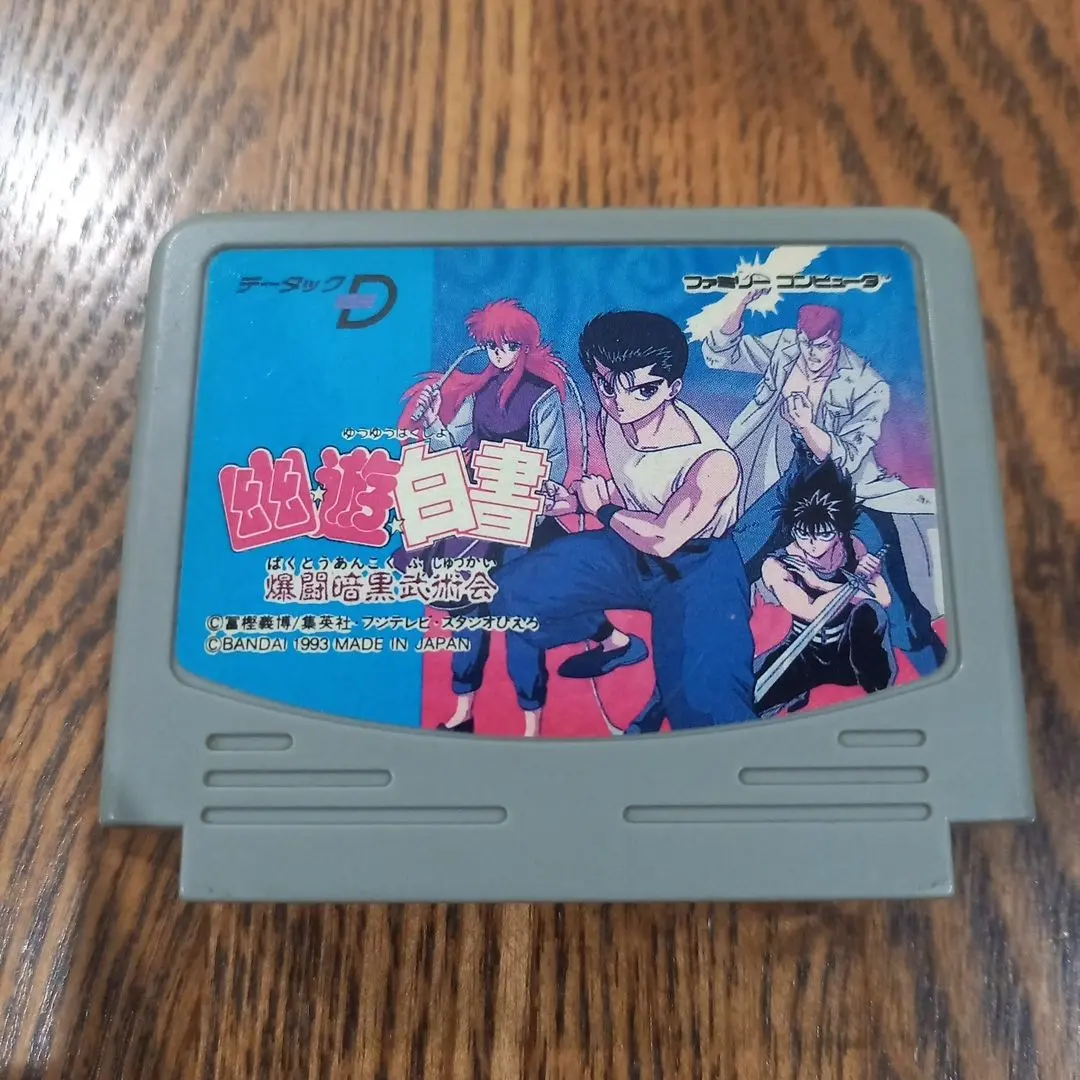 データック D
ファミリーコンピュータ
ゆうゆうはくしょ
幽★遊★白書
ばくとうあんこくぶじゅつかい
爆闘暗黒武術会
©冨樫義博/集英社・フジテレビ・スタジオぴえろ
©BANDAI 1993 MADE IN JAPAN